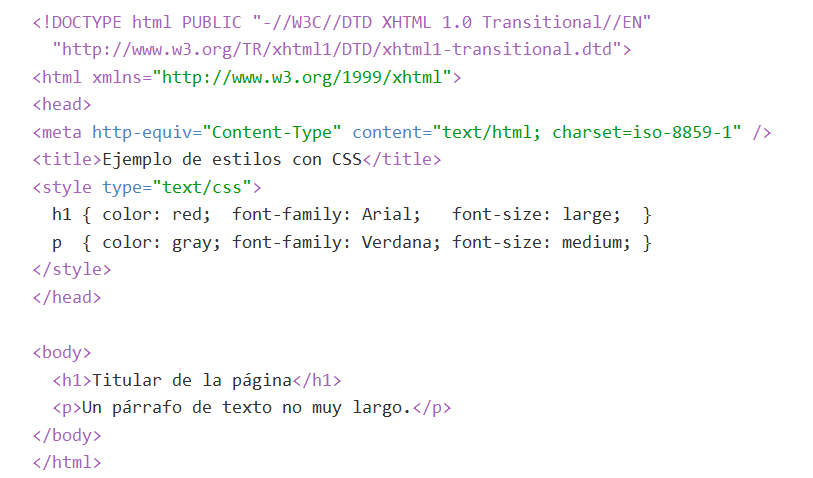 <!DOCTYPE html PUBLIC "-//W3C//DTD XHTML 1.0 Transitional//EN"
  "http://www.w3.org/TR/xhtml1/DTD/xhtml1-transitional.dtd">
<html xmlns="http://www.w3.org/1999/xhtml">
<head>
<meta http-equiv="Content-Type" content="text/html; charset=iso-8859-1" />
<title>Ejemplo de estilos con CSS</title>
<style type="text/css">
  h1 { color: red;  font-family: Arial;   font-size: large;  }
  p  { color: gray; font-family: Verdana; font-size: medium; }
</style>
</head>

<body>
  <h1>Titular de la página</h1>
  <p>Un párrafo de texto no muy largo.</p>
</body>
</html>